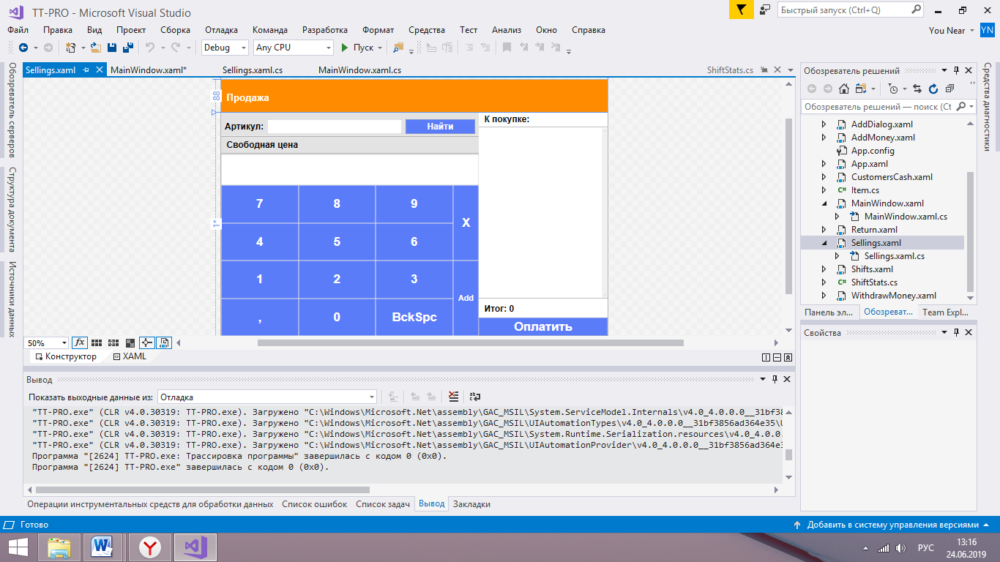 TT-PRO - Microsoft Visual Studio
Быстрый запуск (Ctrl+Q)
Файл Правка Вид Проект Сборка Отладка Команда Разработка Формат Средства Тест Анализ Окно Справка
You Near YN
Debug Any CPU Пуск
Sellings.xaml MainWindow.xaml* Sellings.xaml.cs MainWindow.xaml.cs ShiftStats.cs
Обозреватель серверов
Структура документа
Источники данных
Продажа
Артикул: Найти
Свободная цена
7 8 9 X
4 5 6
1 2 3 Add
, 0 BckSpc
К покупке:
Итог: 0
Оплатить
50%
Конструктор XAML
Обозреватель решений
Обозреватель решений — поиск (Ct
AddDialog.xaml
AddMoney.xaml
App.config
App.xaml
CustomersCash.xaml
Item.cs
MainWindow.xaml
MainWindow.xaml.cs
Return.xaml
Sellings.xaml
Sellings.xaml.cs
Shifts.xaml
ShiftStats.cs
WithdrawMoney.xaml
Панель эл... Обозреват... Team Expl...
Свойства
Средства диагностики
Вывод
Показать выходные данные из: Отладка
"TT-PRO.exe" (CLR v4.0.30319: TT-PRO.exe). Загружено "C:\Windows\Microsoft.Net\assembly\GAC_MSIL\System.ServiceModel.Internals\v4.0_4.0.0.0__31bf38
"TT-PRO.exe" (CLR v4.0.30319: TT-PRO.exe). Загружено "C:\Windows\Microsoft.Net\assembly\GAC_MSIL\UIAutomationTypes\v4.0_4.0.0.0__31bf3856ad364e35\U
"TT-PRO.exe" (CLR v4.0.30319: TT-PRO.exe). Загружено "C:\Windows\Microsoft.Net\assembly\GAC_MSIL\System.Runtime.Serialization.resources\v4.0_4.0.0.
"TT-PRO.exe" (CLR v4.0.30319: TT-PRO.exe). Загружено "C:\Windows\Microsoft.Net\assembly\GAC_MSIL\UIAutomationProvider\v4.0_4.0.0.0__31bf3856ad364e3
Программа "[2624] TT-PRO.exe: Трассировка программы" завершилась с кодом 0 (0x0).
Программа "[2624] TT-PRO.exe" завершилась с кодом 0 (0x0).
Операции инструментальных средств для обработки данных Список ошибок Список задач Вывод Закладки
Готово
Добавить в систему управления версиями
РУС
13:16
24.06.2019